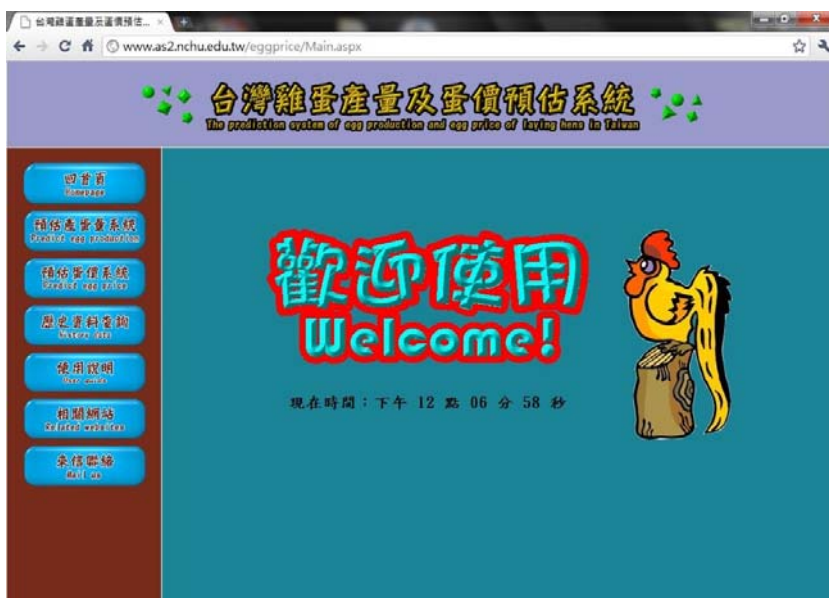 台灣雞蛋產量及蛋價預估...
www.as2.nchu.edu.tw/eggprice/Main.aspx
台灣雞蛋產量及蛋價預估系統
The prediction system of egg production and egg price of laying hens in Taiwan
回首頁
Homepage
預估產蛋量系統
Predict egg production
預估蛋價系統
Predict egg price
歷史資料查詢
History data
使用說明
User guide
相關網站
Related websites
來信聯絡
Mail us
歡迎使用
Welcome!
現在時間：下午 12 點 06 分 58 秒